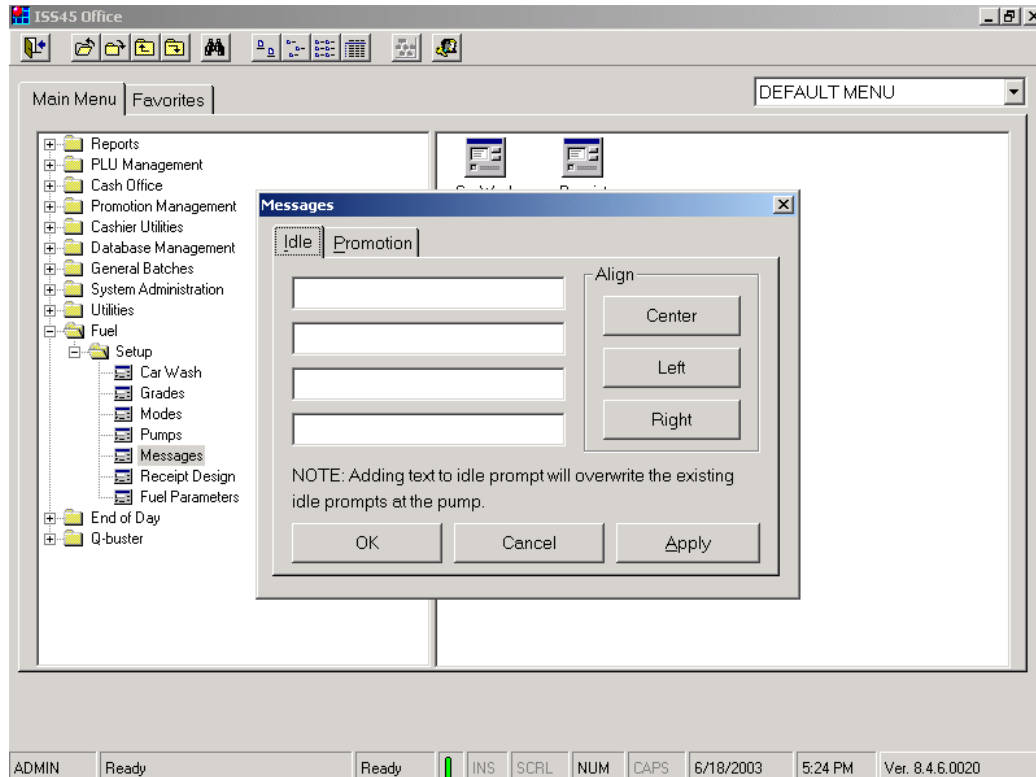 ISS45 Office
Main Menu
Favorites
DEFAULT MENU
Reports
PLU Management
Cash Office
Promotion Management
Cashier Utilities
Database Management
General Batches
System Administration
Utilities
Fuel
Setup
Car Wash
Grades
Modes
Pumps
Messages
Receipt Design
Fuel Parameters
End of Day
Q-buster
Messages
Idle
Promotion
Align
Center
Left
Right
NOTE: Adding text to idle prompt will overwrite the existing
idle prompts at the pump.
OK
Cancel
Apply
ADMIN
Ready
Ready
INS
SCRL
NUM
CAPS
6/18/2003
5:24 PM
Ver. 8.4.6.0020